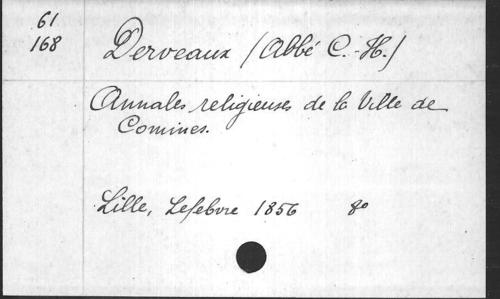 61
168
Derveaux (Abbé C.-H.)
Annales religieuses de la Ville de
Comines.
Lille, Lefebvre 1856 8o